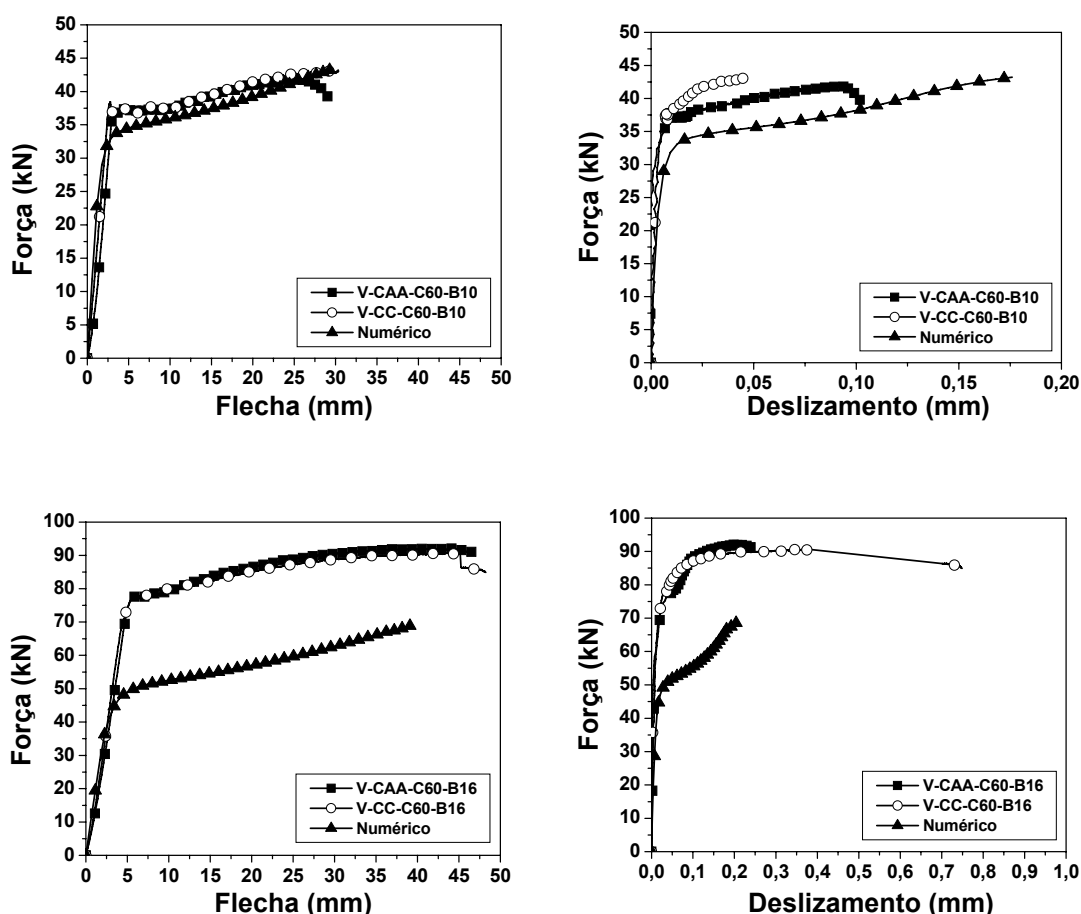 50
45
40
35
30
25
20
15
10
5
0
Força (kN)
V-CAA-C60-B10
V-CC-C60-B10
Numérico
0 5 10 15 20 25 30 35 40 45 50
Flecha (mm)
50
45
40
35
30
25
20
15
10
5
0
Força (kN)
V-CAA-C60-B10
V-CC-C60-B10
Numérico
0,00 0,05 0,10 0,15 0,20
Deslizamento (mm)
100
90
80
70
60
50
40
30
20
10
0
Força (kN)
V-CAA-C60-B16
V-CC-C60-B16
Numérico
0 5 10 15 20 25 30 35 40 45 50
Flecha (mm)
100
90
80
70
60
50
40
30
20
10
0
Força (kN)
V-CAA-C60-B16
V-CC-C60-B16
Numérico
0,0 0,1 0,2 0,3 0,4 0,5 0,6 0,7 0,8 0,9 1,0
Deslizamento (mm)